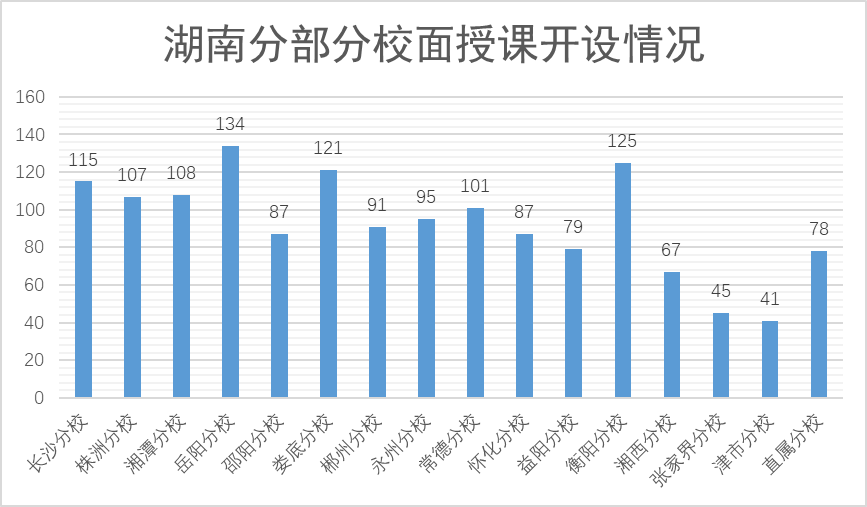 湖南分部分校面授课开设情况
160
140
120
100
80
60
40
20
0
115
107
108
134
87
121
91
95
101
87
79
125
67
45
41
78
长沙分校
株洲分校
湘潭分校
岳阳分校
邵阳分校
娄底分校
郴州分校
永州分校
常德分校
怀化分校
益阳分校
衡阳分校
湘西分校
张家界分校
津市分校
直属分校